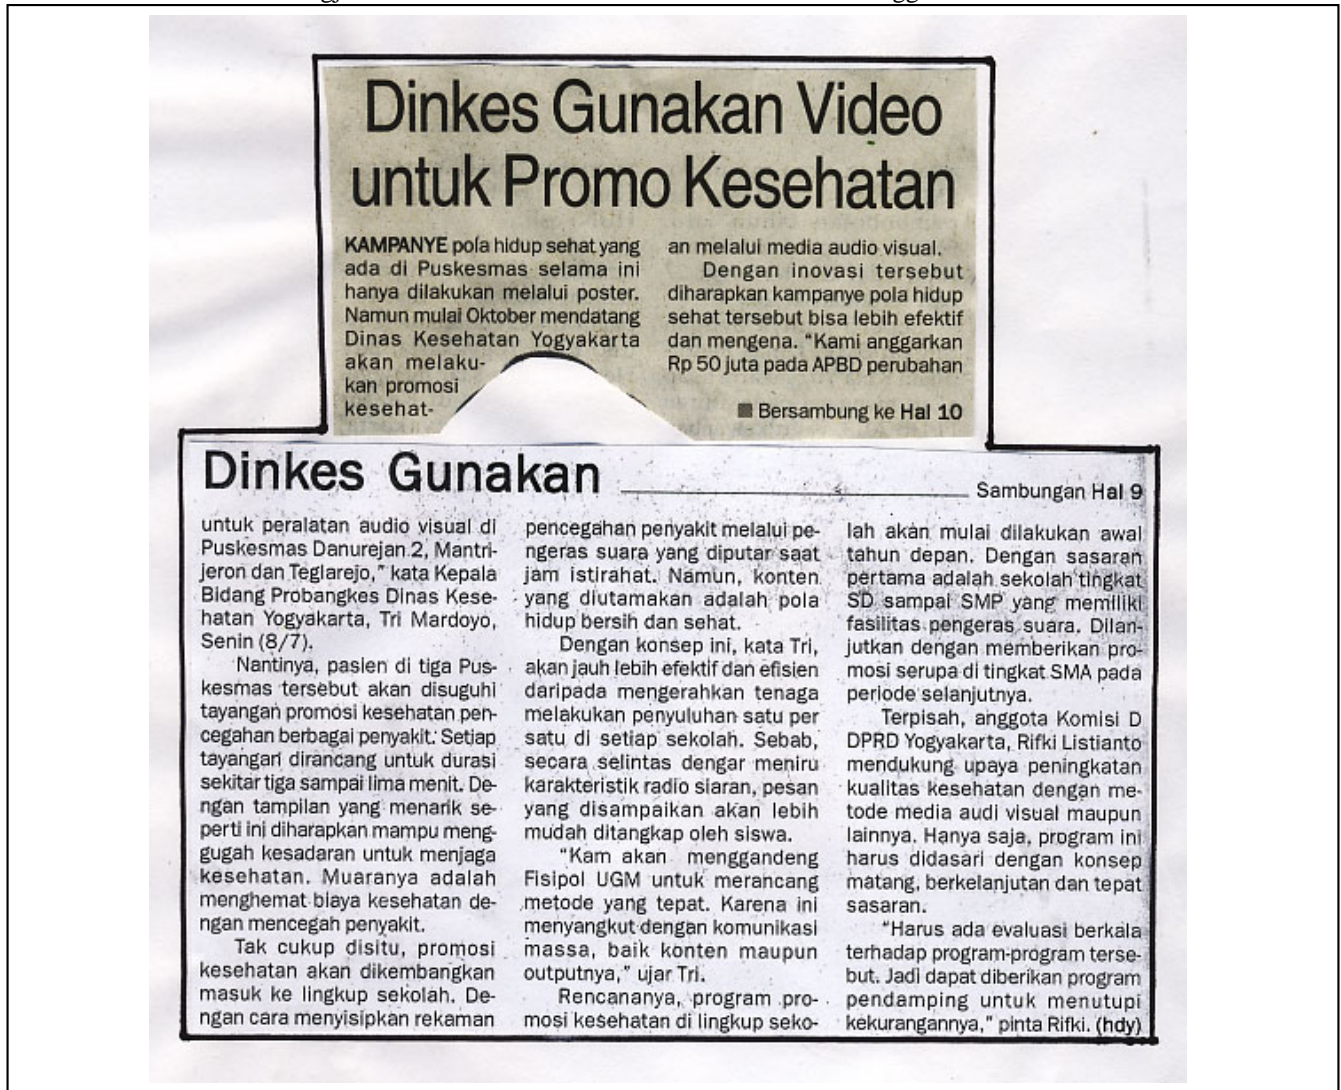 Dinkes Gunakan Video
untuk Promo Kesehatan
KAMPANYE pola hidup sehat yang
ada di Puskesmas selama ini
hanya dilakukan melalui poster.
Namun mulai Oktober mendatang
Dinas Kesehatan Yogyakarta
akan melaku-
kan promosi
kesehat-
an melalui media audio visual.
Dengan inovasi tersebut
diharapkan kampanye pola hidup
sehat tersebut bisa lebih efektif
dan mengena. “Kami anggarkan
Rp 50 juta pada APBD perubahan
■ Bersambung ke Hal 10
Dinkes Gunakan
Sambungan Hal 9
untuk peralatan audio visual di
Puskesmas Danurejan 2, Mantri-
jeron dan Teglarejo,” kata Kepala
Bidang Probangkes Dinas Kese-
hatan Yogyakarta, Tri Mardoyo,
Senin (8/7).
Nantinya, pasien di tiga Pus-
kesmas tersebut akan disuguhi
tayangan promosi kesehatan pen-
cegahan berbagai penyakit. Setiap
tayangan dirancang untuk durasi
sekitar tiga sampai lima menit. De-
ngan tampilan yang menarik se-
perti ini diharapkan mampu meng-
gugah kesadaran untuk menjaga
kesehatan. Muaranya adalah
menghemat biaya kesehatan de-
ngan mencegah penyakit.
Tak cukup disitu, promosi
kesehatan akan dikembangkan
masuk ke lingkup sekolah. De-
ngan cara menyisipkan rekaman
pencegahan penyakit melalui pe-
ngeras suara yang diputar saat
jam istirahat. Namun, konten
yang diutamakan adalah pola
hidup bersih dan sehat.
Dengan konsep ini, kata Tri,
akan jauh lebih efektif dan efisien
daripada mengerahkan tenaga
melakukan penyuluhan satu per
satu di setiap sekolah. Sebab,
secara selintas dengar meniru
karakteristik radio siaran, pesan
yang disampaikan akan lebih
mudah ditangkap oleh siswa.
“Kam akan menggandeng
Fisipol UGM untuk merancang
metode yang tepat. Karena ini
menyangkut dengan komunikasi
massa, baik konten maupun
outputnya,” ujar Tri.
Rencananya, program pro-
mosi kesehatan di lingkup seko-
lah akan mulai dilakukan awal
tahun depan. Dengan sasaran
pertama adalah sekolah tingkat
SD sampai SMP yang memiliki
fasilitas pengeras suara. Dilan-
jutkan dengan memberikan pro-
mosi serupa di tingkat SMA pada
periode selanjutnya.
Terpisah, anggota Komisi D
DPRD Yogyakarta, Rifki Listianto
mendukung upaya peningkatan
kualitas kesehatan dengan me-
tode media audi visual maupun
lainnya. Hanya saja, program ini
harus didasari dengan konsep
matang, berkelanjutan dan tepat
sasaran.
“Harus ada evaluasi berkala
terhadap program-program terse-
but. Jadi dapat diberikan program
pendamping untuk menutupi
kekurangannya,” pinta Rifki. (hdy)